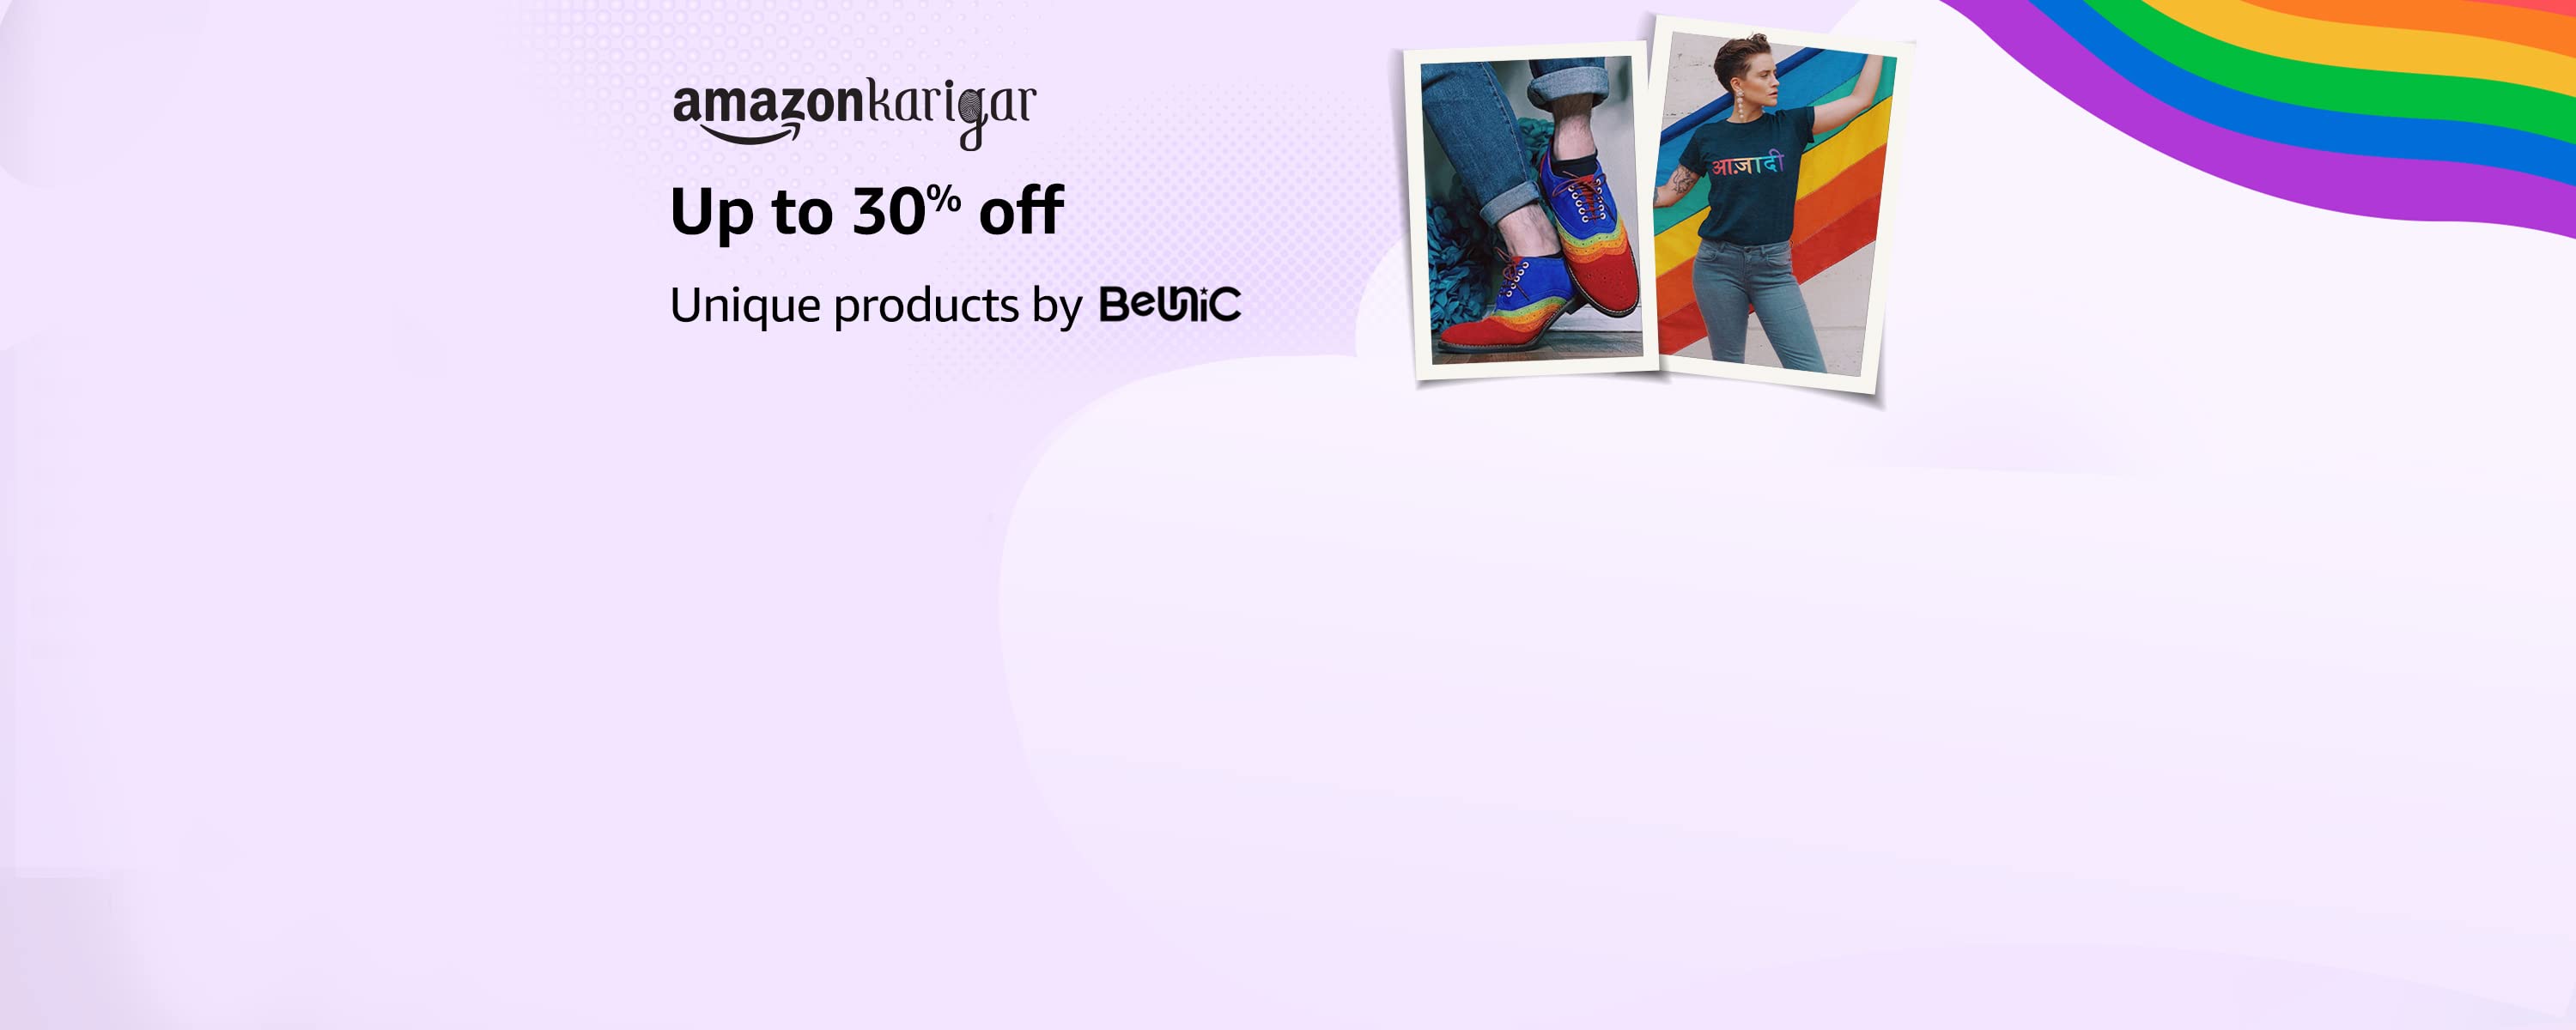 amazonkarigar
Up to 30% off
Unique products by BeUNiC
आज़ादी